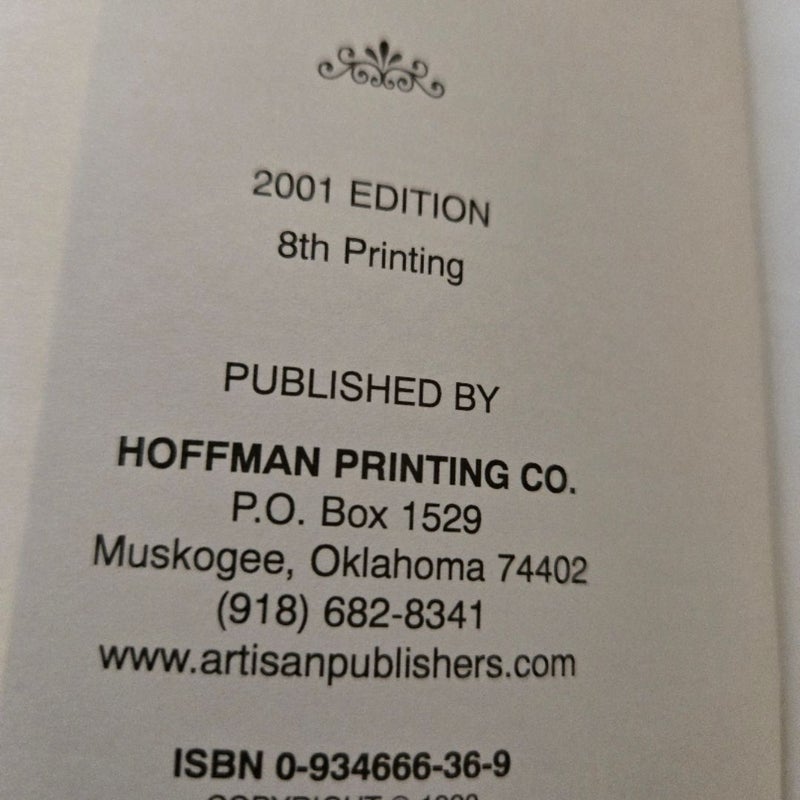 2001 EDITION
8th Printing
PUBLISHED BY
HOFFMAN PRINTING CO.
P.O. Box 1529
Muskogee, Oklahoma 74402
(918) 682-8341
www.artisanpublishers.com
ISBN 0-934666-36-9
COPYRIGHT ©